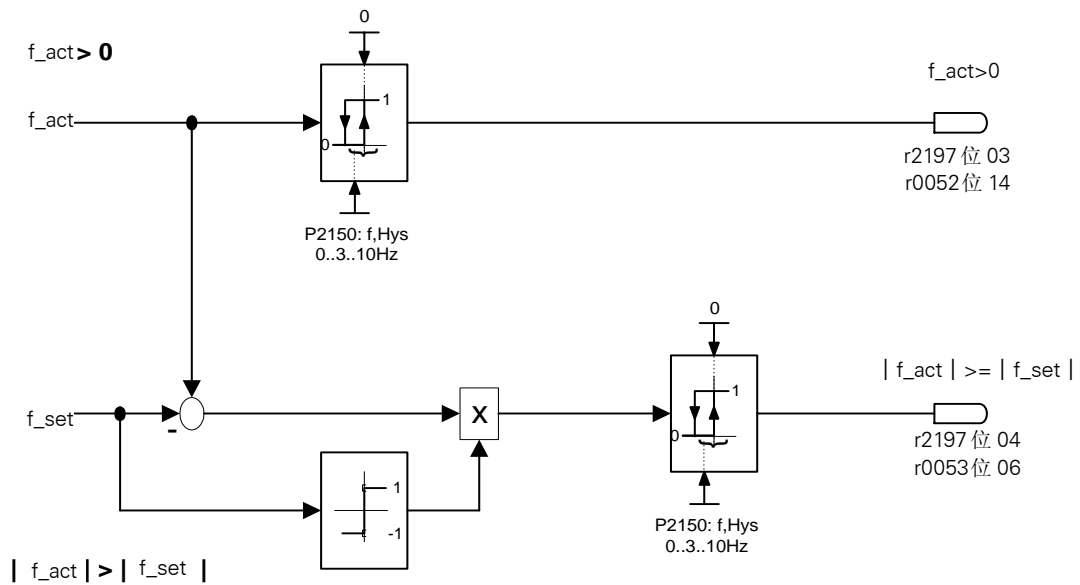 0
f_act > 0
f_act>0
f_act
1
0
r2197 位 03
r0052位 14
P2150: f,Hys
0..3..10Hz
0
| f_act | >= | f_set |
1
f_set
-
X
0
r2197 位 04
r0053位 06
1
-1
P2150: f,Hys
0..3..10Hz
| f_act | > | f_set |